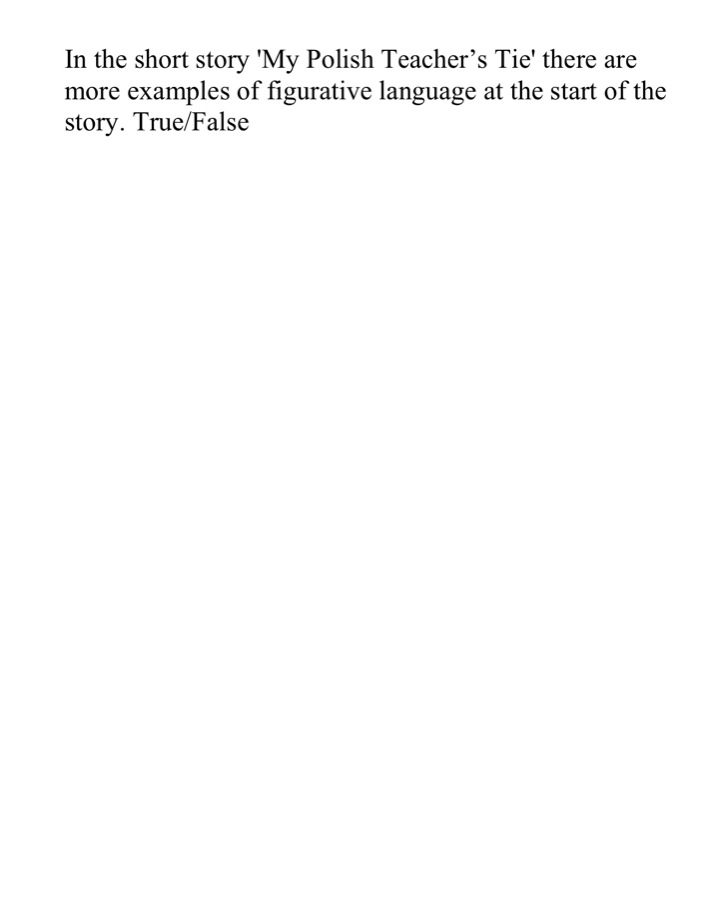 In the short story 'My Polish Teacher’s Tie' there are
more examples of figurative language at the start of the
story. True/False